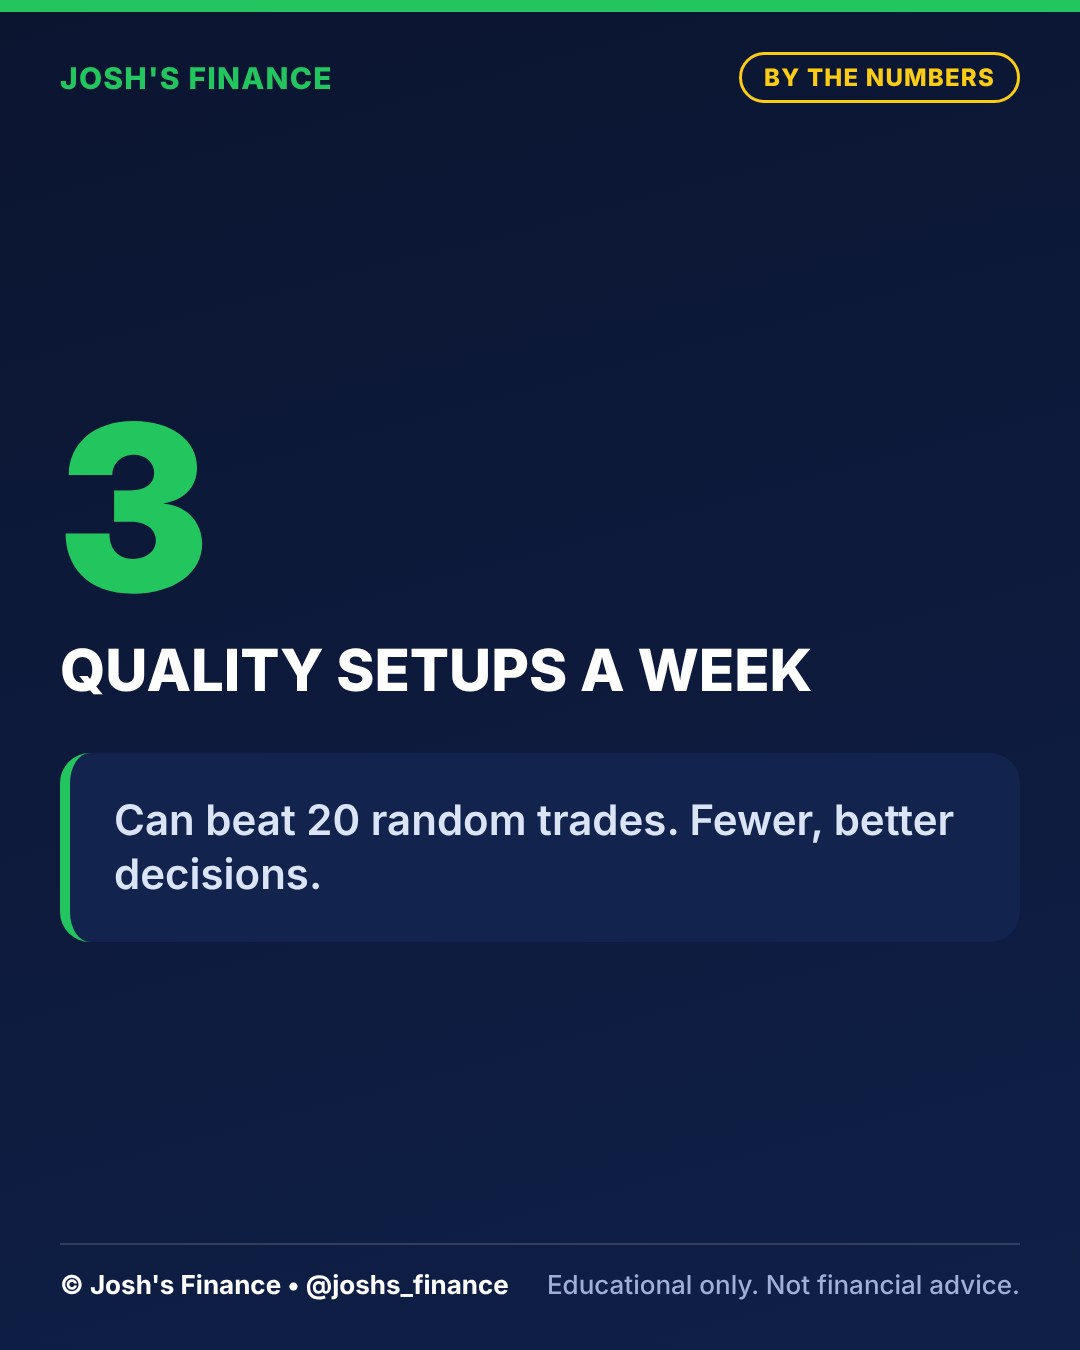 JOSH'S FINANCE
BY THE NUMBERS
3
QUALITY SETUPS A WEEK
Can beat 20 random trades. Fewer, better
decisions.
© Josh's Finance • @joshs_finance
Educational only. Not financial advice.